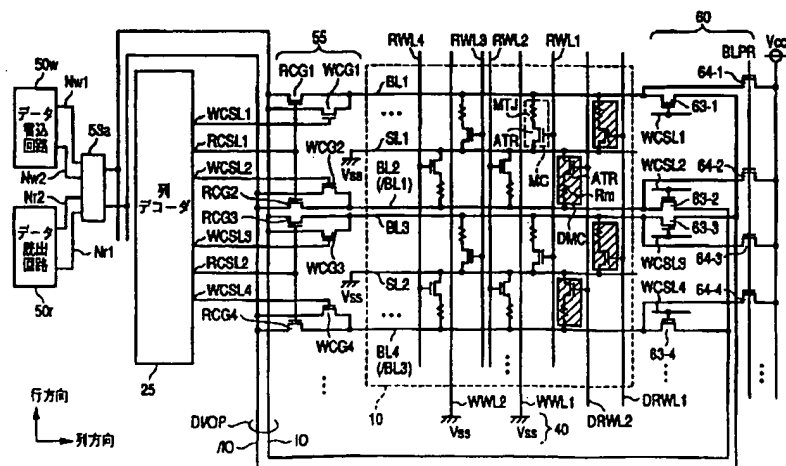 55
RWL4
RWL3
RWL2
RWL1
60
RCG1
WCG1
BLPR
Vcc
50w
Nw1
データ
書込
回路
53a
Nw2
Nr2
データ
読出
回路
Nr1
50r
列
デコーダ
25
WCSL1
RCSL1
WCSL2
RCG2
RCG3
WCSL3
RCSL2
WCSL4
RCG4
WCG2
WCG3
WCG4
BL1
MTJ
ATR
MC
SL1
Vss
BL2
(/BL1)
BL3
ATR
Rm
DMC
SL2
Vss
BL4
(/BL3)
64-1
63-1
WCSL1
WCSL2
64-2
63-2
63-3
WCSL3
64-3
WCSL4
64-4
63-4
行方向
列方向
DI/OP
/IO
IO
10
WWL2
WWL1
Vss
Vss
40
DRWL2
DRWL1